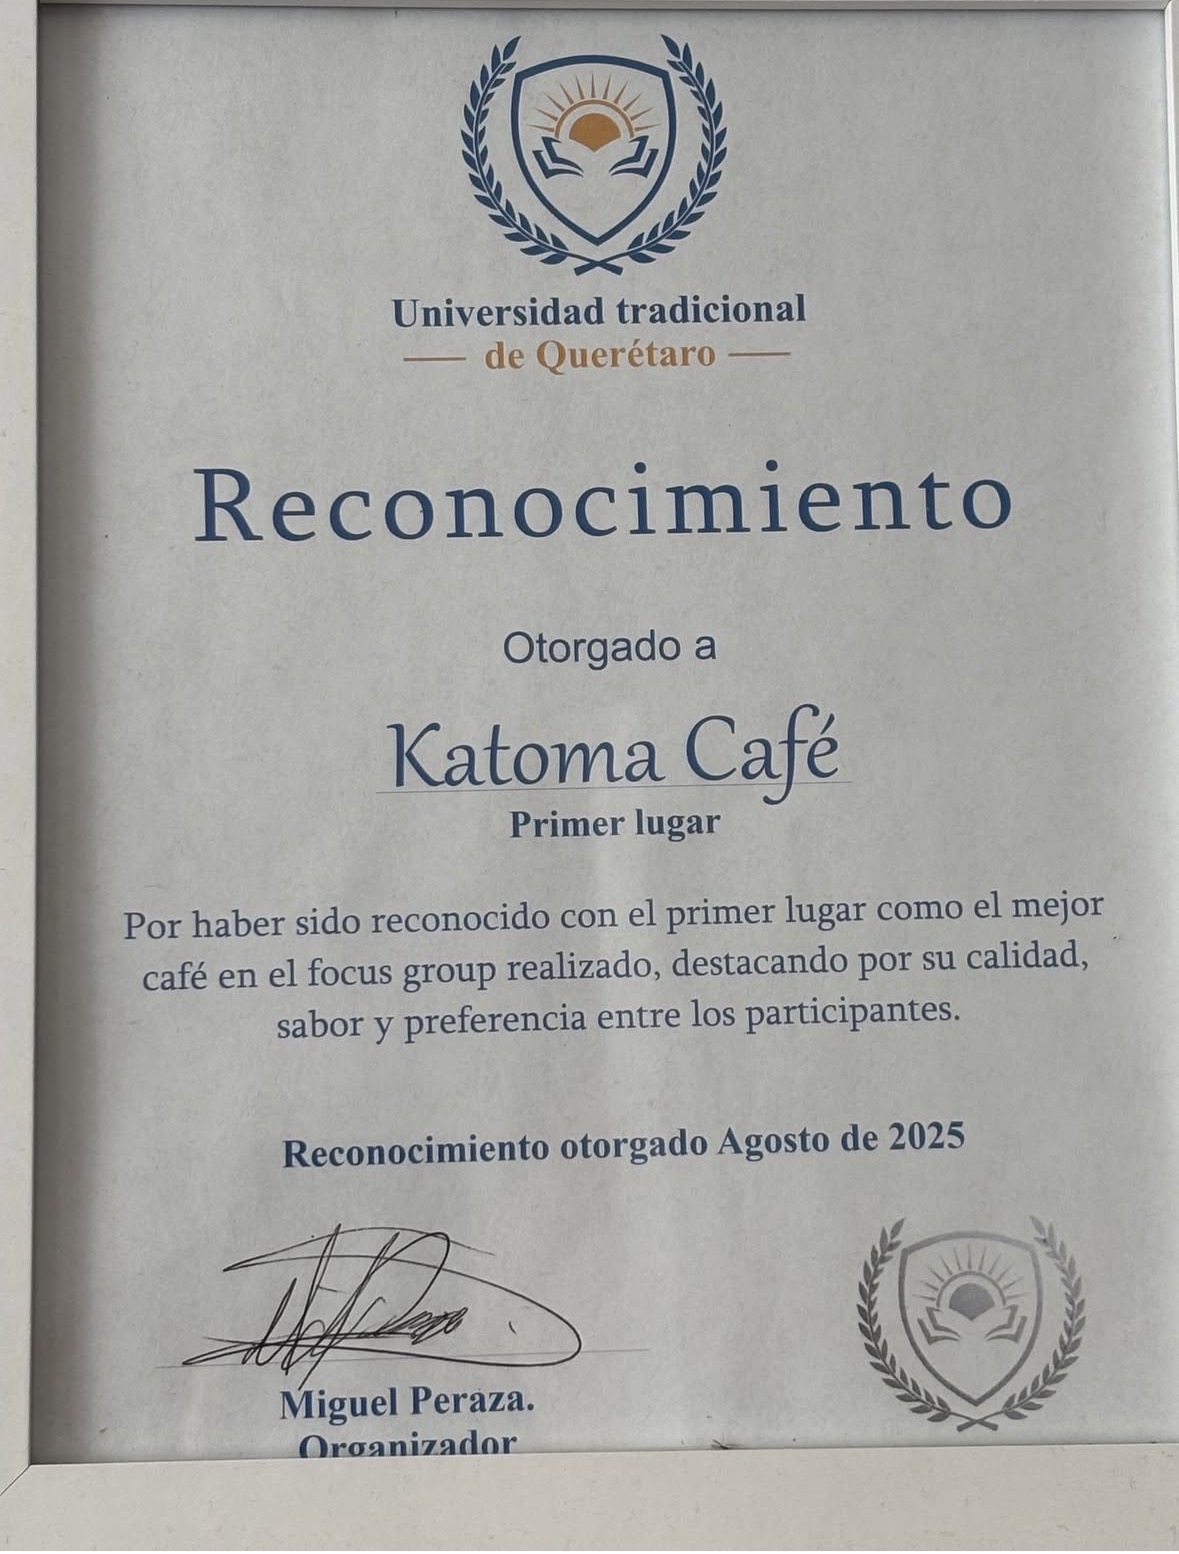 Universidad tradicional
de Querétaro
Reconocimiento
Otorgado a
Katoma Café
Primer lugar
Por haber sido reconocido con el primer lugar como el mejor
café en el focus group realizado, destacando por su calidad,
sabor y preferencia entre los participantes.
Reconocimiento otorgado Agosto de 2025
Miguel Peraza.
Organizador